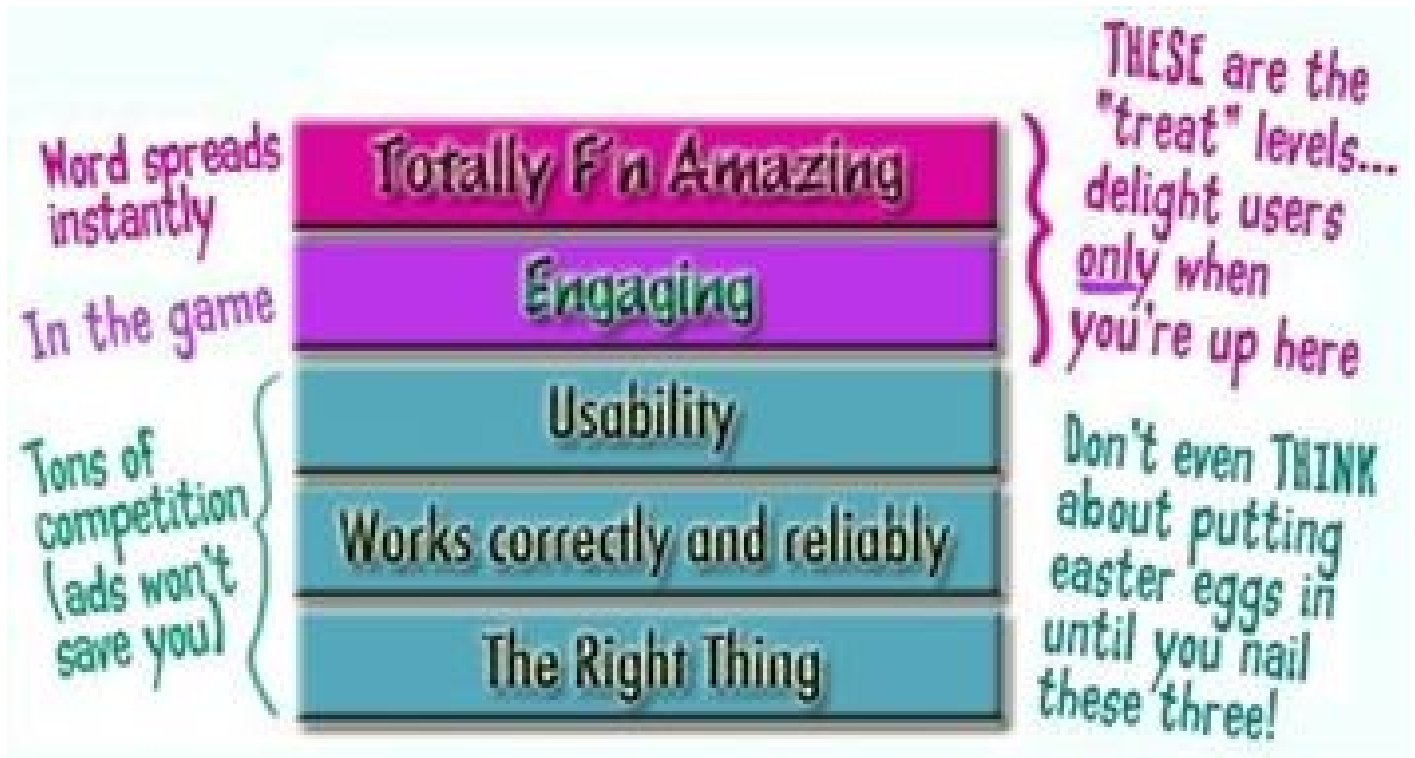 Word spreads
instantly
In the game
Tons of
competition
(ads won't
save you)
Totally F'n Amazing
Engaging
Usability
Works correctly and reliably
The Right Thing
THESE are the
"treat" levels...
delight users
only when
you're up here
Don't even THINK
about putting
easter eggs in
until you nail
these three!